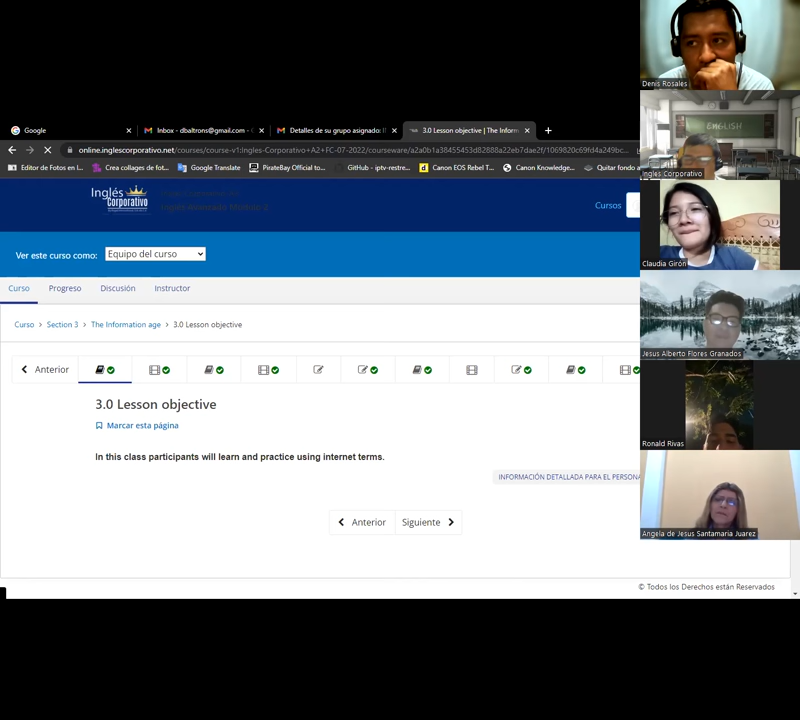 Google
Inbox - dbaltrons@gmail.com -
Detalles de su grupo asignado:
3.0 Lesson objective | The Inform
online.inglescorporativo.net/courses/course-v1:Ingles-Corporativo+A2+FC-07-2022/courseware/a2a0b1a38455453d82888a22eb7dae2f/1069820c69fd4a249bc...
Editor de Fotos en l...
Crea collages de fot...
Google Translate
PirateBay Official to...
GitHub - iptv-restre...
Canon EOS Rebel T...
Canon Knowledge...
Quitar fondo
Inglés
Corporativo
Cursos
Ver este curso como:
Equipo del curso
Curso
Progreso
Discusión
Instructor
Curso > Section 3 > The Information age > 3.0 Lesson objective
Anterior
3.0 Lesson objective
Marcar esta página
In this class participants will learn and practice using internet terms.
INFORMACIÓN DETALLADA PARA EL PERSONA
Anterior
Siguiente
© Todos los Derechos están Reservados
Denis Rosales
ENGLISH
Inglés Corporativo
Claudia Girón
Jesus Alberto Flores Granados
Ronald Rivas
Angela de Jesus Santamaria Juarez